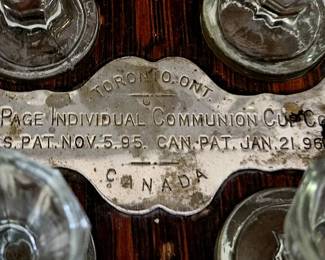 TORONTO. ONT
PAGE INDIVIDUAL COMMUNION CUP CO
S. PAT. NOV. 5. 95. CAN. PAT. JAN. 21. 96
CANADA